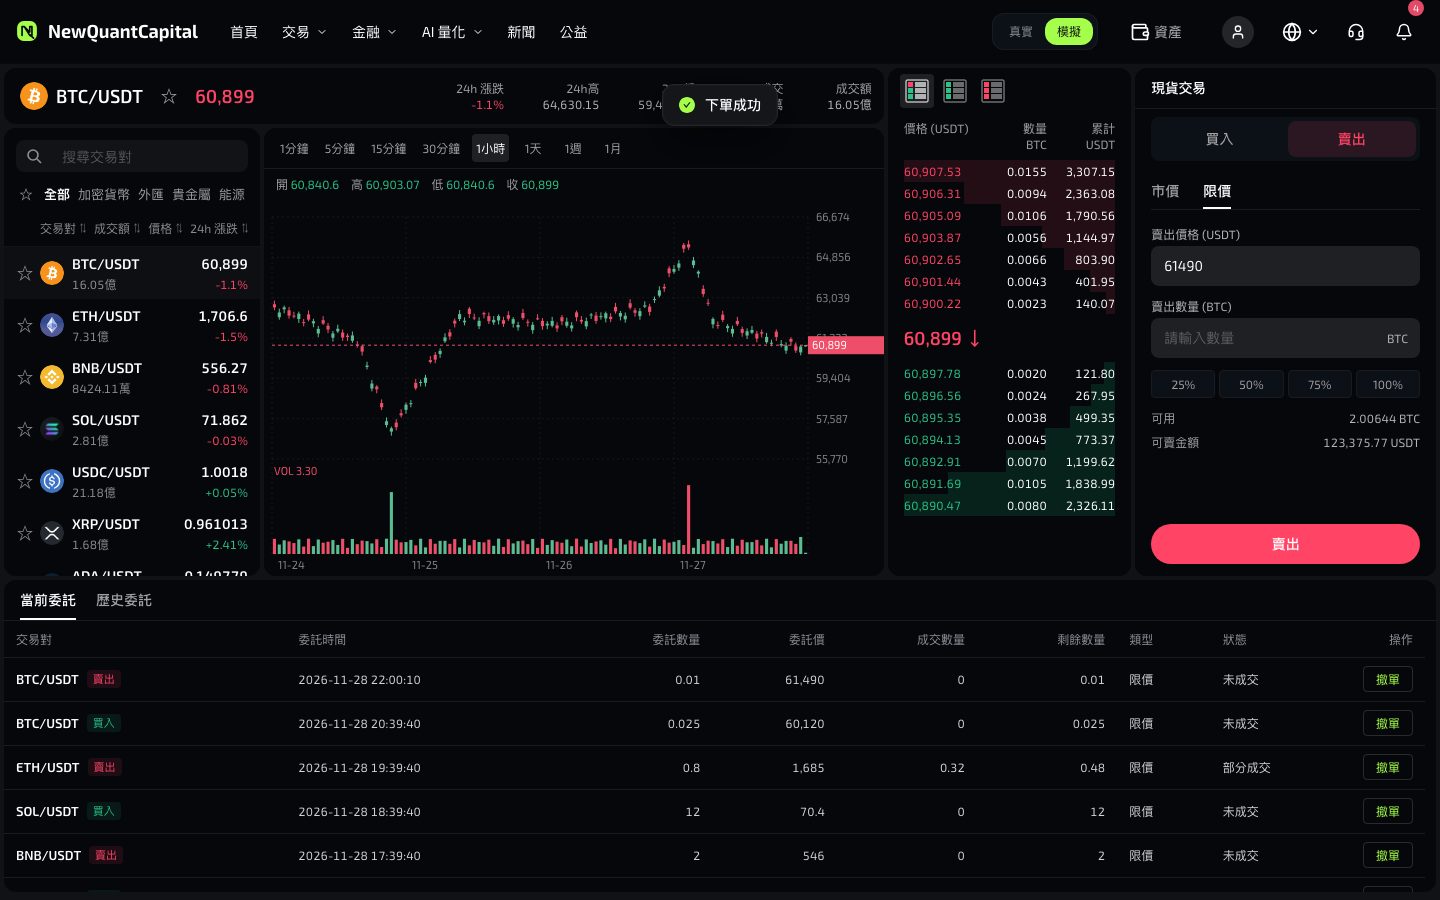 NewQuantCapital 首頁 交易 金融 AI 量化 新聞 公益 真實 模擬 資產 4
BTC/USDT 60,899
24h 漲跌 24h高 成交額
-1.1% 64,630.15 16.05億
下單成功
搜尋交易對
全部 加密貨幣 外匯 貴金屬 能源
交易對 成交額 價格 24h 漲跌
BTC/USDT 60,899
16.05億 -1.1%
ETH/USDT 1,706.6
7.31億 -1.5%
BNB/USDT 556.27
8424.11萬 -0.81%
SOL/USDT 71.862
2.81億 -0.03%
USDC/USDT 1.0018
21.18億 +0.05%
XRP/USDT 0.961013
1.68億 +2.41%
1分鐘 5分鐘 15分鐘 30分鐘 1小時 1天 1週 1月
開 60,840.6 高 60,903.07 低 60,840.6 收 60,899
66,674
64,856
63,039
60,899
59,404
57,587
55,770
VOL 3.30
11-24 11-25 11-26 11-27
價格 (USDT) 數量 累計
BTC USDT
60,907.53 0.0155 3,307.15
60,906.31 0.0094 2,363.08
60,905.09 0.0106 1,790.56
60,903.87 0.0056 1,144.97
60,902.65 0.0066 803.90
60,901.44 0.0043 401.95
60,900.22 0.0023 140.07
60,899 ↓
60,897.78 0.0020 121.80
60,896.56 0.0024 267.95
60,895.35 0.0038 499.35
60,894.13 0.0045 773.37
60,892.91 0.0070 1,199.62
60,891.69 0.0105 1,838.99
60,890.47 0.0080 2,326.11
現貨交易
買入 賣出
市價 限價
賣出價格 (USDT)
61490
賣出數量 (BTC)
請輸入數量 BTC
25% 50% 75% 100%
可用 2.00644 BTC
可賣金額 123,375.77 USDT
賣出
當前委託 歷史委託
交易對 委託時間 委託數量 委託價 成交數量 剩餘數量 類型 狀態 操作
BTC/USDT 賣出 2026-11-28 22:00:10 0.01 61,490 0 0.01 限價 未成交 撤單
BTC/USDT 買入 2026-11-28 20:39:40 0.025 60,120 0 0.025 限價 未成交 撤單
ETH/USDT 賣出 2026-11-28 19:39:40 0.8 1,685 0.32 0.48 限價 部分成交 撤單
SOL/USDT 買入 2026-11-28 18:39:40 12 70.4 0 12 限價 未成交 撤單
BNB/USDT 賣出 2026-11-28 17:39:40 2 546 0 2 限價 未成交 撤單